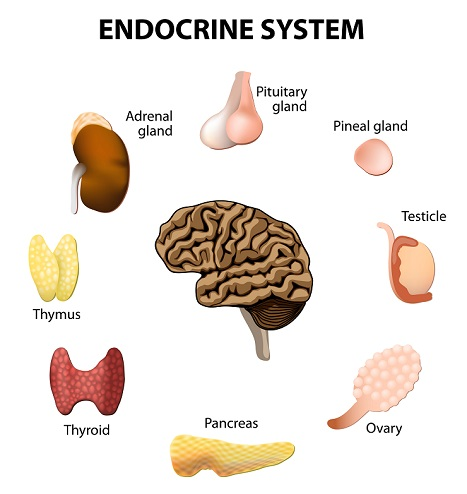 ENDOCRINE SYSTEM
Adrenal
gland
Pituitary
gland
Pineal gland
Testicle
Thymus
Thyroid
Pancreas
Ovary